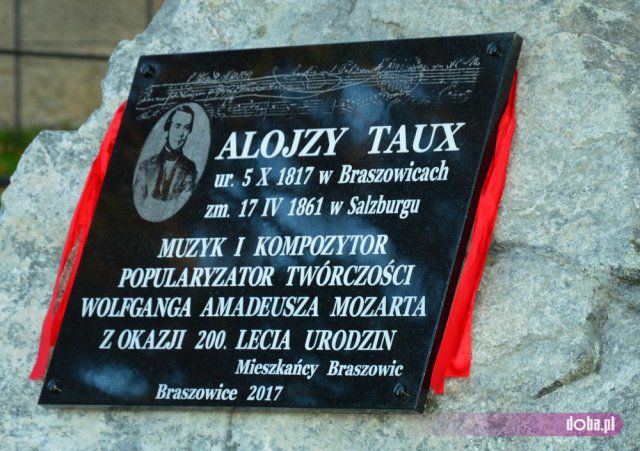 ALOJZY TAUX
ur. 5 X 1817 w Braszowicach
zm. 17 IV 1861 w Salzburgu
MUZYK I KOMPOZYTOR
POPULARYZATOR TWÓRCZOŚCI
WOLFGANGA AMADEUSZA MOZARTA
Z OKAZJI 200. LECIA URODZIN
Mieszkańcy Braszowic
Braszowice 2017
doba.pl